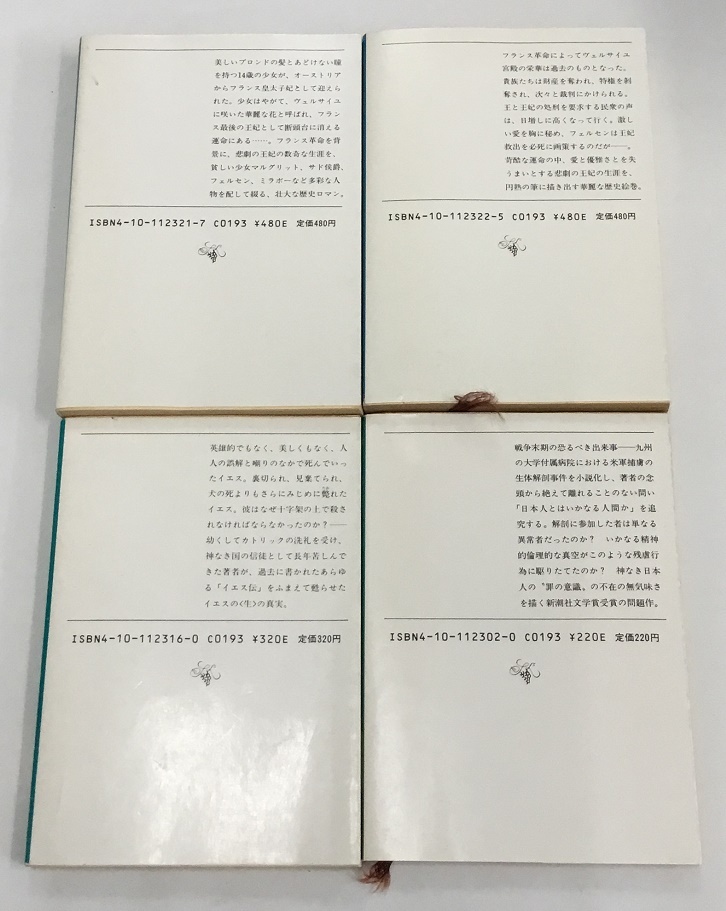 美しいブロンドの髪とあどけない瞳
を持つ14歳の少女が、オーストリア
からフランス皇太子妃として迎えら
れた。少女はやがて、ヴェルサイユ
に咲いた華麗な花と呼ばれ、フラン
ス最後の王妃として断頭台に消える
運命にある……。フランス革命を背
景に、悲劇の王妃の数奇な生涯を、
貧しい少女マルグリット、サド侯爵、
フェルセン、ミラボーなど多彩な人
物を配して綴る、壮大な歴史ロマン。
ISBN4-10-112321-7 C0193 ¥480E 定価480円
フランス革命によってヴェルサイユ
宮殿の栄華は過去のものとなった。
貴族たちは財産を奪われ、特権を剝
奪され、次々と裁判にかけられる。
王と王妃の処刑を要求する民衆の声
は、日増しに高くなって行く。激し
い愛を胸に秘め、フェルセンは王妃
救出を必死に画策するのだが――。
苛酷な運命の中、愛と優雅さとを失
うまいとする悲劇の王妃の生涯を、
円熟の筆に描き出す華麗な歴史絵巻。
ISBN4-10-112322-5 C0193 ¥480E 定価480円
英雄的でもなく、美しくもなく、人
人の誤解と嘲りのなかで死んでいっ
たイエス。裏切られ、見棄てられ、
犬の死よりもさらにみじめに斃れた
イエス。彼はなぜ十字架の上で殺さ
れなければならなかったのか？――
幼くしてカトリックの洗礼を受け、
神なき国の信徒として長年苦しんで
きた著者が、過去に書かれたあらゆ
る「イエス伝」をふまえて甦らせた
イエスの〈生〉の真実。
ISBN4-10-112316-0 C0193 ¥320E 定価320円
戦争末期の恐るべき出来事――九州
の大学付属病院における米軍捕虜の
生体解剖事件を小説化し、著者の念
頭から絶えて離れることのない問い
「日本人とはいかなる人間か」を追
究する。解剖に参加した者は単なる
異常者だったのか？　いかなる精神
的倫理的な真空がこのような残虐行
為に駆りたてたのか？　神なき日本
人の〝罪の意識〟の不在の無気味さ
を描く新潮社文学賞受賞の問題作。
ISBN4-10-112302-0 C0193 ¥220E 定価220円